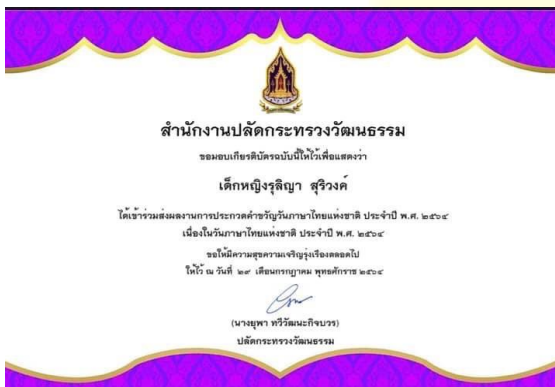 สำนักงานปลัดกระทรวงวัฒนธรรม
ขอมอบเกียรติบัตรฉบับนี้ให้ไว้เพื่อแสดงว่า
เด็กหญิงรุลิญา สุริวงค์
ได้เข้าร่วมส่งผลงานการประกวดคำขวัญวันภาษาไทยแห่งชาติ ประจำปี พ.ศ. ๒๕๖๔
เนื่องในวันภาษาไทยแห่งชาติ ประจำปี พ.ศ. ๒๕๖๔
ขอให้มีความสุขความเจริญรุ่งเรืองตลอดไป
ให้ไว้ ณ วันที่ ๒๙ เดือนกรกฎาคม พุทธศักราช ๒๕๖๔
(นางยุพา ทวีวัฒนะกิจบวร)
ปลัดกระทรวงวัฒนธรรม